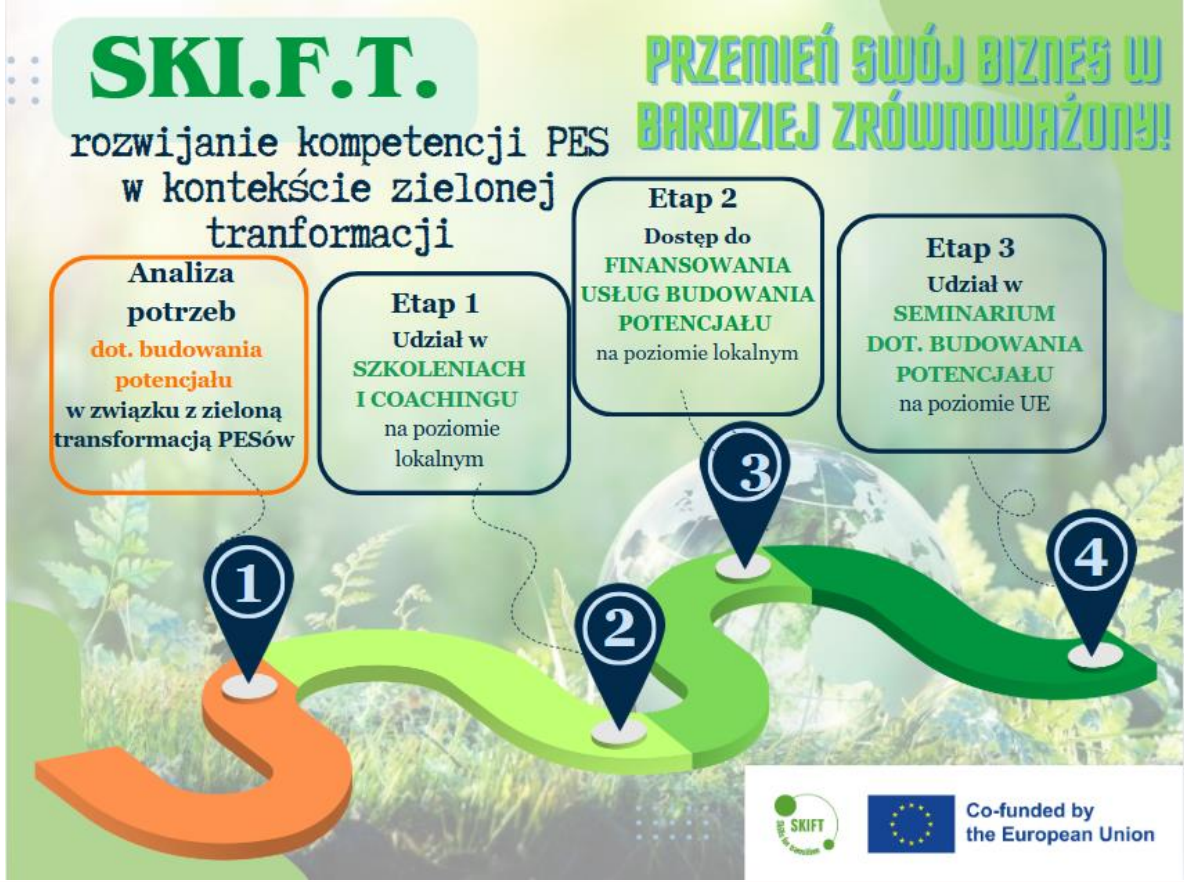 SKI.F.T.
rozwijanie kompetencji PES
w kontekście zielonej
tranformacji
PRZEMIEŃ SWÓJ BIZNES W
BARDZIEJ ZRÓWNOWAŻONY!
Analiza
potrzeb
dot. budowania
potencjału
w związku z zieloną
transformacją PESów
Etap 1
Udział w
SZKOLENIACH
I COACHINGU
na poziomie
lokalnym
Etap 2
Dostęp do
FINANSOWANIA
USŁUG BUDOWANIA
POTENCJAŁU
na poziomie lokalnym
Etap 3
Udział w
SEMINARIUM
DOT. BUDOWANIA
POTENCJAŁU
na poziomie UE
1
2
3
4
SKIFT
skills for transition
Co-funded by
the European Union